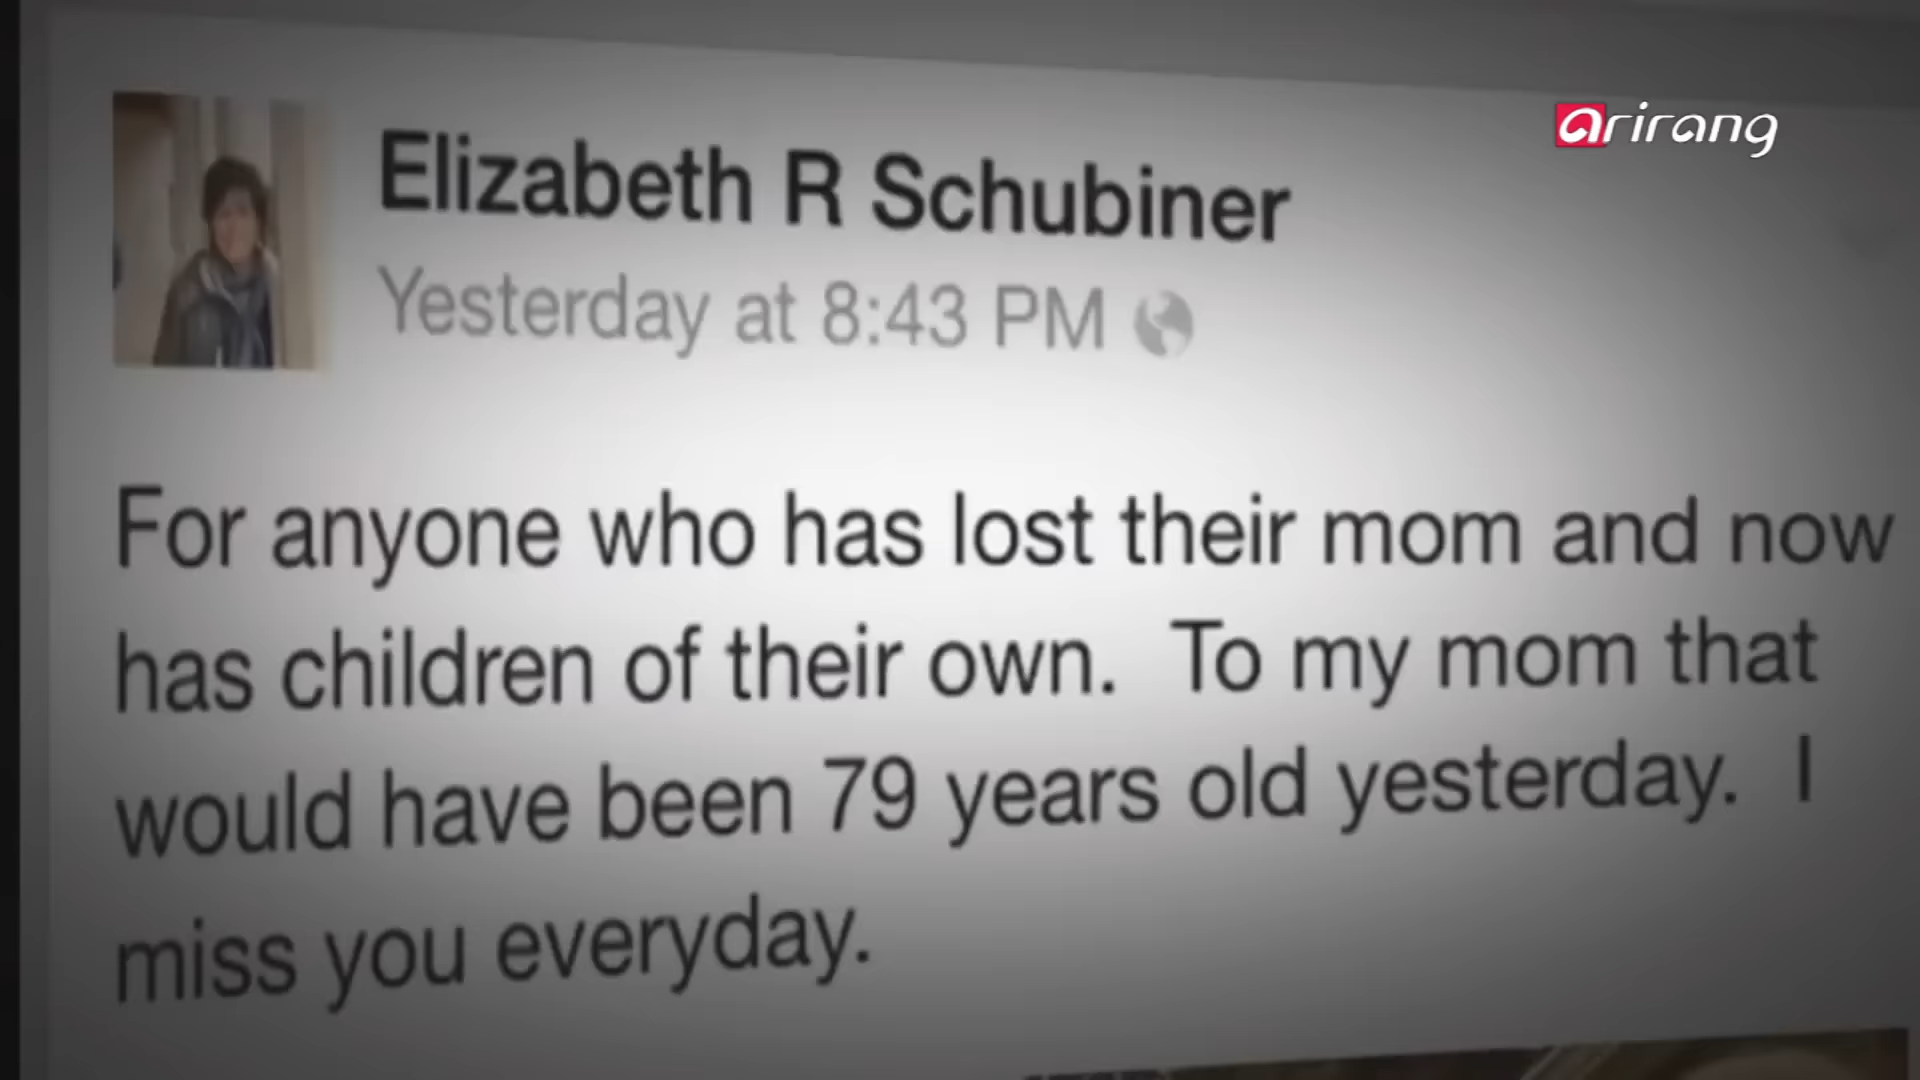 arirang
Elizabeth R Schubiner
Yesterday at 8:43 PM
For anyone who has lost their mom and now
has children of their own.  To my mom that
would have been 79 years old yesterday.  I
miss you everyday.